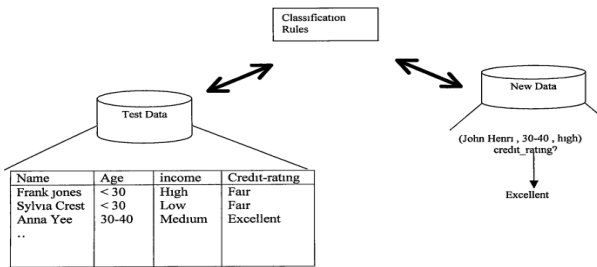 Classification
Rules
Test Data
New Data
(John Henri , 30-40 , high)
credit_rating?
Excellent
Name Age income Credit-rating
Frank jones < 30 High Fair
Sylvia Crest < 30 Low Fair
Anna Yee 30-40 Medium Excellent
..